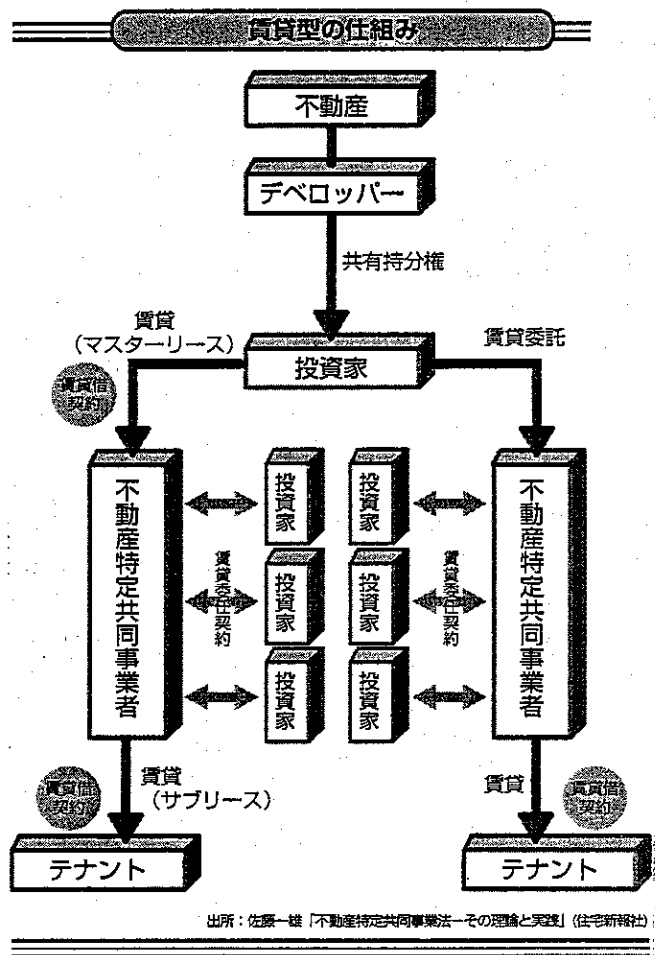 賃貸型の仕組み
不動産
デベロッパー
共有持分権
賃貸
(マスターリース)
賃貸委託
投資家
賃貸借
契約
不動産特定共同事業者
投資家
投資家
不動産特定共同事業者
賃貸委任契約
投資家
投資家
賃貸委任契約
投資家
投資家
賃貸借
契約
賃貸
(サブリース)
賃貸
賃貸借
契約
テナント
テナント
出所:佐藤一雄「不動産特定共同事業法ーその理論と実践」(住宅新報社)